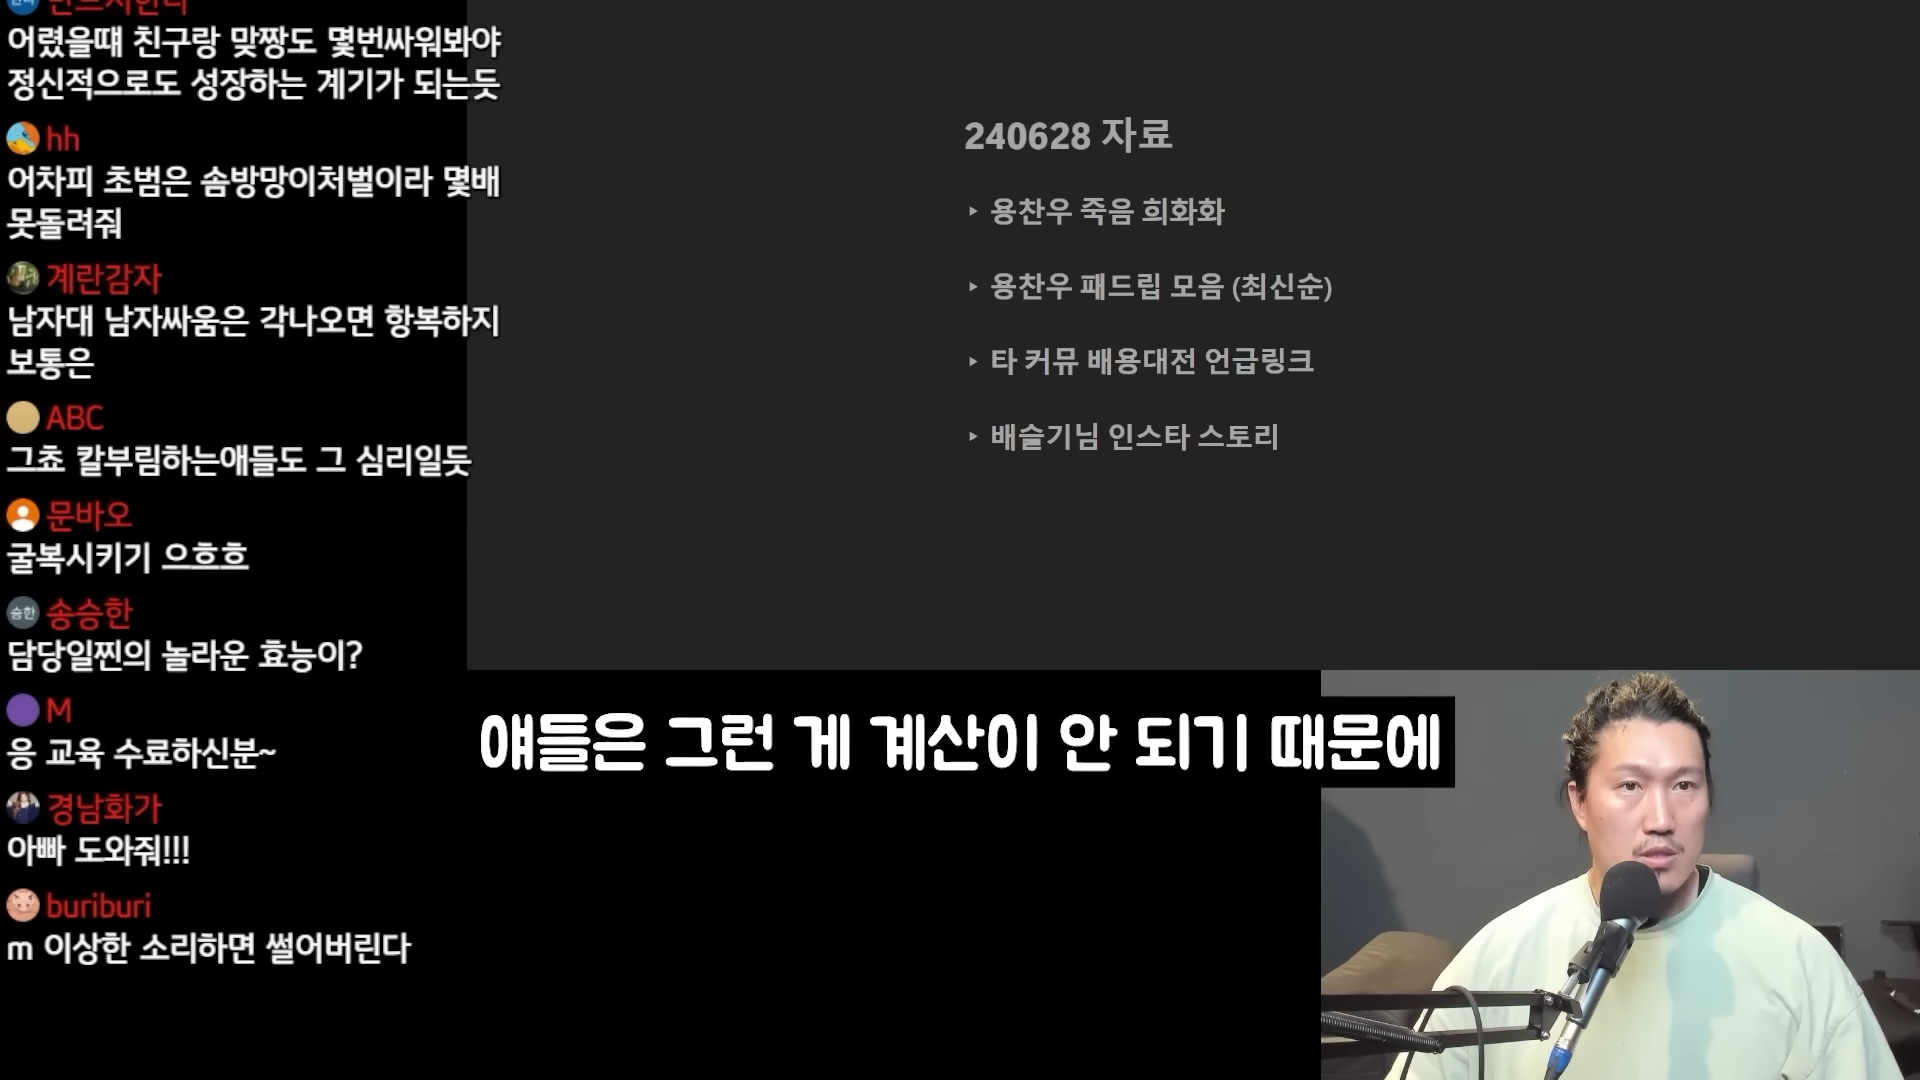 어렸을떄 친구랑 맞짱도 몇번싸워봐야
정신적으로도 성장하는 계기가 되는듯
hh
어차피 초범은 솜방망이처벌이라 몇배
못돌려줘
계란감자
남자대 남자싸움은 각나오면 항복하지
보통은
ABC
그쵸 칼부림하는애들도 그 심리일듯
문바오
굴복시키기 으흐흐
승한 송승한
담당일찐의 놀라운 효능이?
M
응 교육 수료하신분~
경남화가
아빠 도와줘!!!
buriburi
m 이상한 소리하면 썰어버린다
240628 자료
‣ 용찬우 죽음 희화화
‣ 용찬우 패드립 모음 (최신순)
‣ 타 커뮤 배용대전 언급링크
‣ 배슬기님 인스타 스토리
얘들은 그런 게 계산이 안 되기 때문에